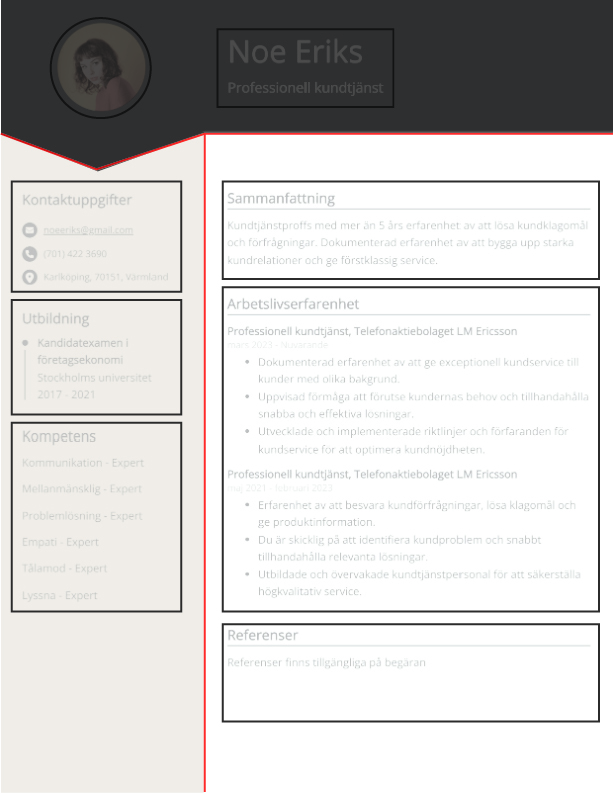 Noe Eriks
Professionell kundtjänst
Kontaktuppgifter
noeeriks@gmail.com
(701) 422 3690
Karlköping, 70151, Värmland
Utbildning
Kandidatexamen i
företagsekonomi
Stockholms universitet
2017 - 2021
Kompetens
Kommunikation - Expert
Mellanmänsklig - Expert
Problemlösning - Expert
Empati - Expert
Tålamod - Expert
Lyssna - Expert
Sammanfattning
Kundtjänstproffs med mer än 5 års erfarenhet av att lösa kundklagomål
och förfrågningar. Dokumenterad erfarenhet av att bygga upp starka
kundrelationer och ge förstklassig service.
Arbetslivserfarenhet
Professionell kundtjänst, Telefonaktiebolaget LM Ericsson
mars 2023 - Nuvarande
Dokumenterad erfarenhet av att ge exceptionell kundservice till
kunder med olika bakgrund.
Uppvisad förmåga att förutse kundernas behov och tillhandahålla
snabba och effektiva lösningar.
Utvecklade och implementerade riktlinjer och förfaranden för
kundservice för att optimera kundnöjdheten.
Professionell kundtjänst, Telefonaktiebolaget LM Ericsson
maj 2021 - februari 2023
Erfarenhet av att besvara kundförfrågningar, lösa klagomål och
ge produktinformation.
Du är skicklig på att identifiera kundproblem och snabbt
tillhandahålla relevanta lösningar.
Utbildade och övervakade kundtjänstpersonal för att säkerställa
högkvalitativ service.
Referenser
Referenser finns tillgängliga på begäran